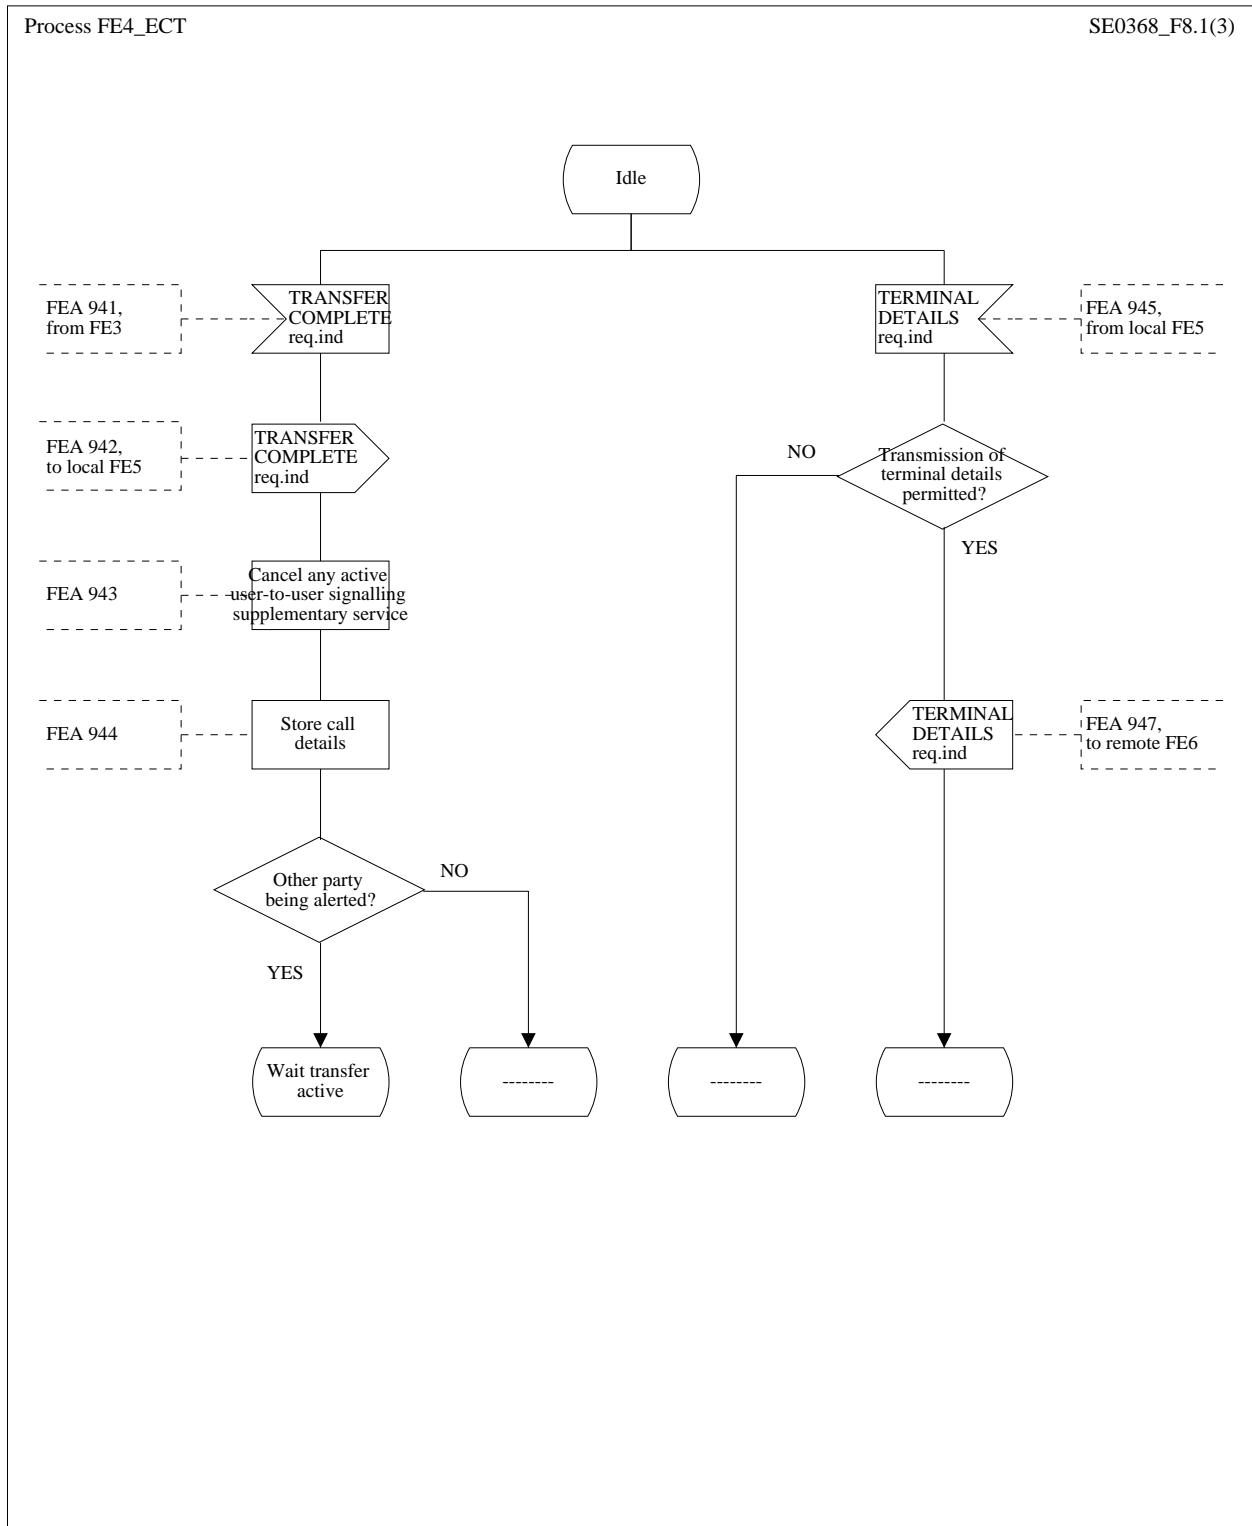 Process FE4_ECT
SE0368_F8.1(3)
Idle
FEA 941,
from FE3
TRANSFER
COMPLETE
req.ind
TERMINAL
DETAILS
req.ind
FEA 945,
from local FE5
FEA 942,
to local FE5
TRANSFER
COMPLETE
req.ind
NO
Transmission of
terminal details
permitted?
YES
FEA 943
Cancel any active
user-to-user signalling
supplementary service
FEA 944
Store call
details
TERMINAL
DETAILS
req.ind
FEA 947,
to remote FE6
Other party
being alerted?
NO
YES
Wait transfer
active
--------
--------
--------